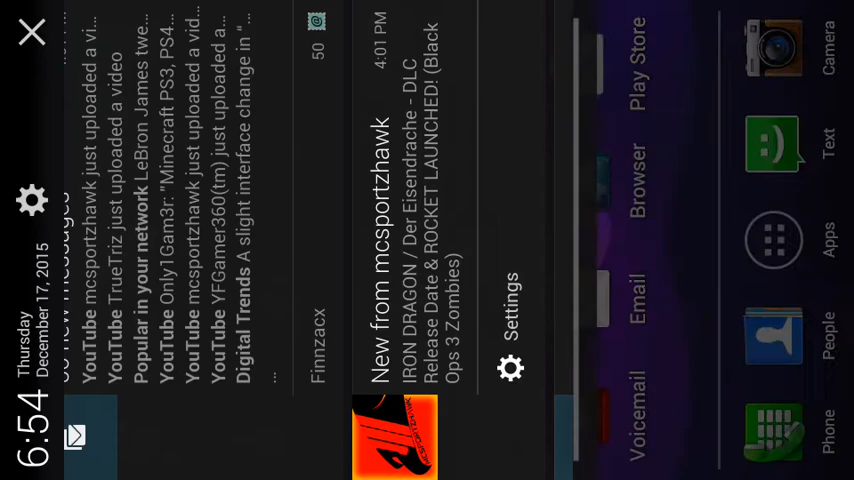 6:54
Thursday
December 17, 2015
new messages
YouTube mcsportzhawk just uploaded a vi...
YouTube TrueTriz just uploaded a video
Popular in your network LeBron James twe...
YouTube Only1Gam3r: "Minecraft PS3, PS4...
YouTube mcsportzhawk just uploaded a vid...
YouTube YFGamer360(tm) just uploaded a...
Digital Trends A slight interface change in "...
...
Finnzacx
50
New from mcsportzhawk
4:01 PM
IRON DRAGON / Der Eisendrache - DLC
Release Date & ROCKET LAUNCHED! (Black
Ops 3 Zombies)
Settings
Voicemail
Email
Browser
Play Store
Phone
People
Apps
Text
Camera